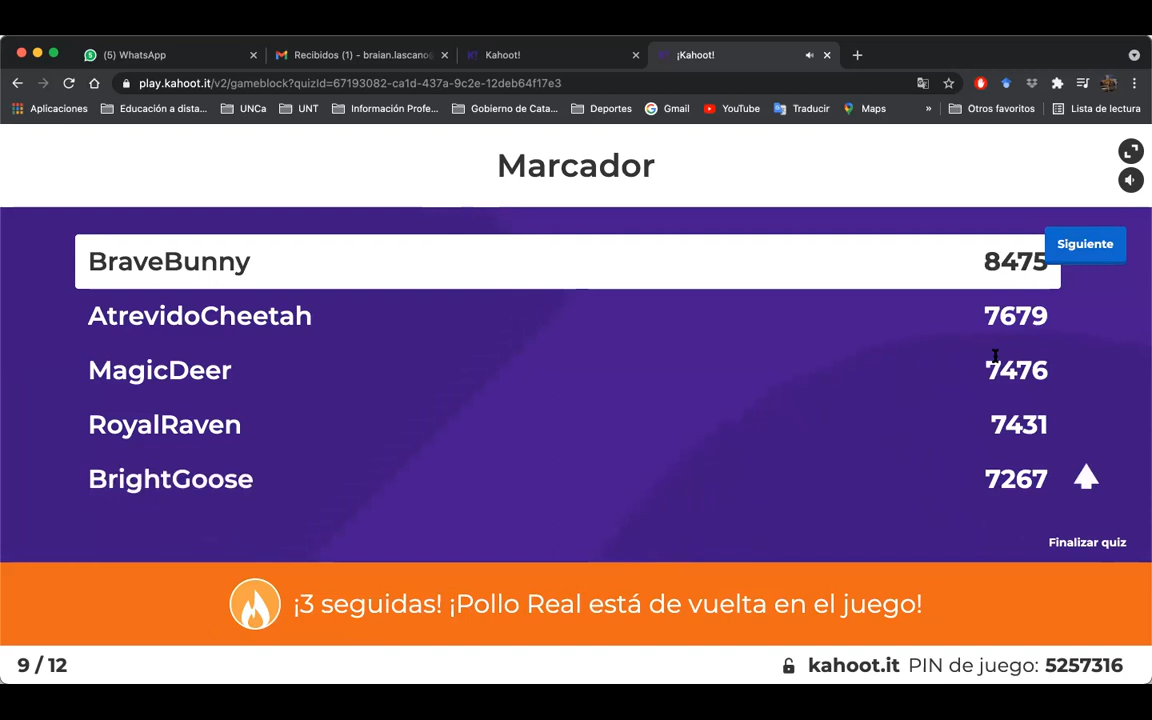 (5) WhatsApp
Recibidos (1) - braian.lascano
Kahoot!
¡Kahoot!
play.kahoot.it/v2/gameblock?quizId=67193082-ca1d-437a-9c2e-12deb64f17e3
Aplicaciones
Educación a dista...
UNCa
UNT
Información Profe...
Gobierno de Cata...
Deportes
Gmail
YouTube
Traducir
Maps
»
Otros favoritos
Lista de lectura
Marcador
Siguiente
BraveBunny 8475
AtrevidoCheetah 7679
MagicDeer 7476
RoyalRaven 7431
BrightGoose 7267
Finalizar quiz
¡3 seguidas! ¡Pollo Real está de vuelta en el juego!
9 / 12
kahoot.it PIN de juego: 5257316